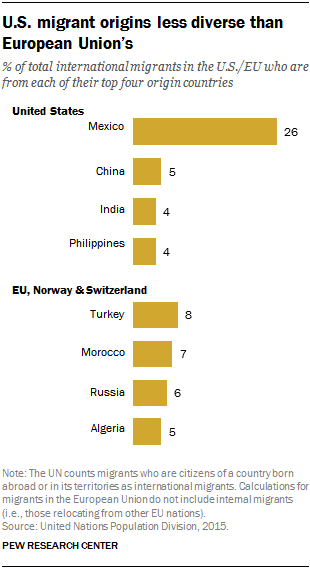 U.S. migrant origins less diverse than
European Union's
% of total international migrants in the U.S./EU who are
from each of their top four origin countries
United States
Mexico 26
China 5
India 4
Philippines 4
EU, Norway & Switzerland
Turkey 8
Morocco 7
Russia 6
Algeria 5
Note: The UN counts migrants who are citizens of a country born
abroad or in its territories as international migrants. Calculations for
migrants in the European Union do not include internal migrants
(i.e., those relocating from other EU nations).
Source: United Nations Population Division, 2015.
PEW RESEARCH CENTER